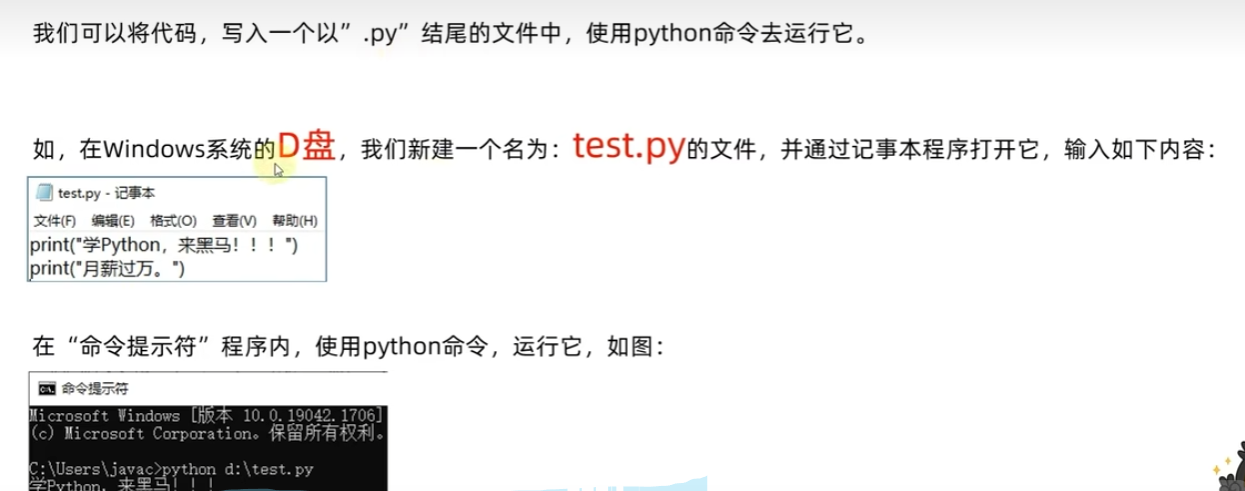 我们可以将代码，写入一个以”.py”结尾的文件中，使用python命令去运行它。
如，在Windows系统的D盘，我们新建一个名为：test.py的文件，并通过记事本程序打开它，输入如下内容：
test.py - 记事本
文件(F) 编辑(E) 格式(O) 查看(V) 帮助(H)
print("学Python，来黑马！！！")
print("月薪过万。")
在“命令提示符”程序内，使用python命令，运行它，如图：
命令提示符
Microsoft Windows [版本 10.0.19042.1706]
(c) Microsoft Corporation。保留所有权利。
C:\Users\javac>python d:\test.py
学Python，来黑马！！！